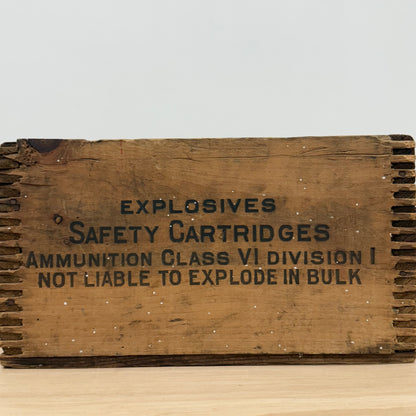 EXPLOSIVES
SAFETY CARTRIDGES
AMMUNITION CLASS VI DIVISION I
NOT LIABLE TO EXPLODE IN BULK